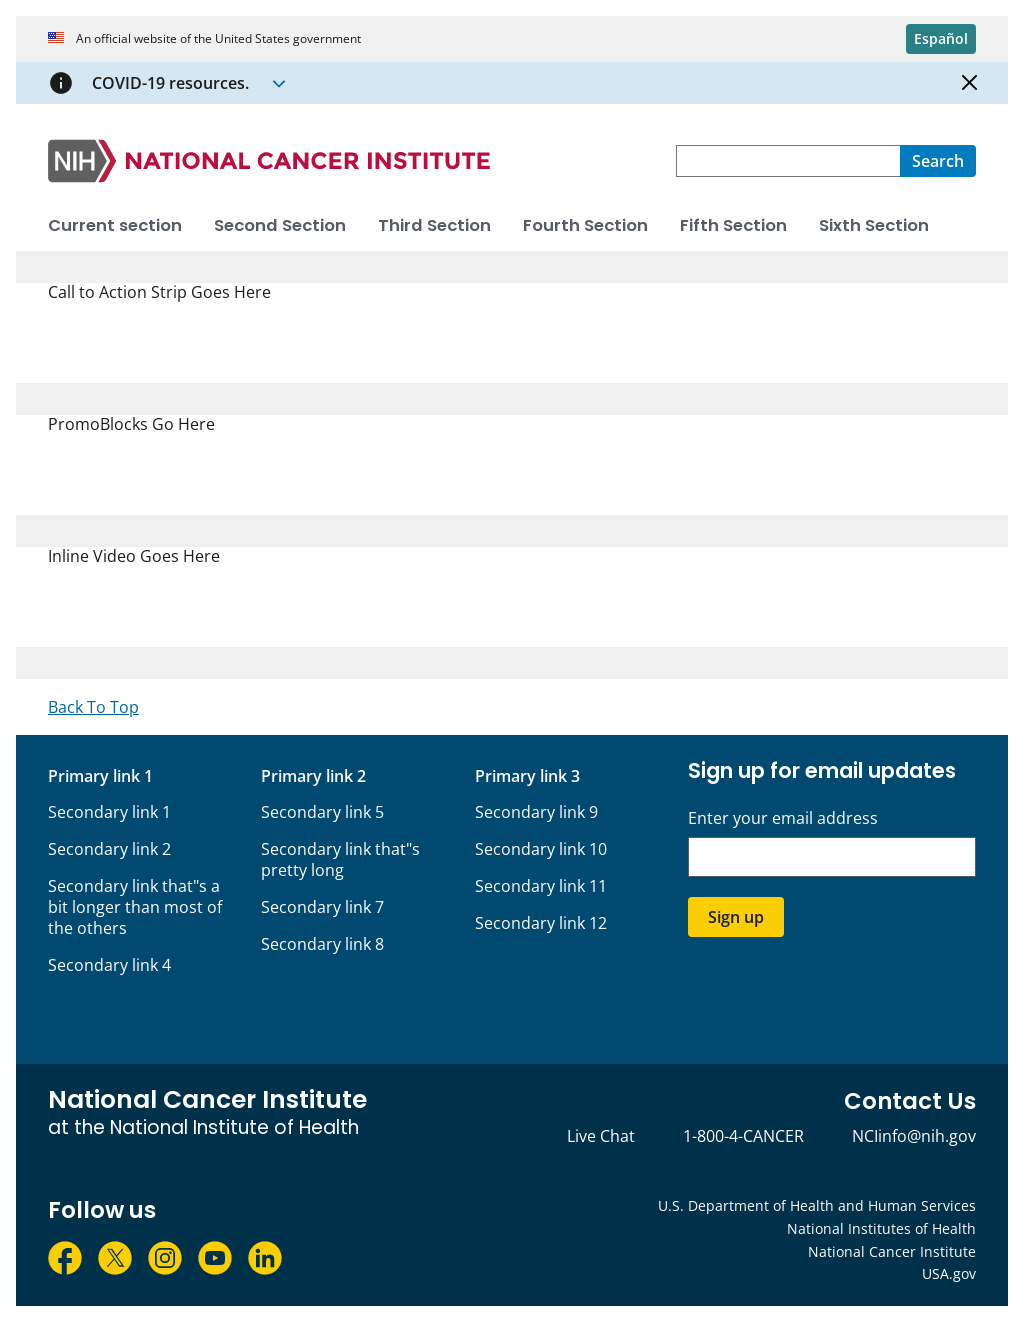 An official website of the United States government
Español
COVID-19 resources.
NIH NATIONAL CANCER INSTITUTE
Search
Current section
Second Section
Third Section
Fourth Section
Fifth Section
Sixth Section
Call to Action Strip Goes Here
PromoBlocks Go Here
Inline Video Goes Here
Back To Top
Primary link 1
Secondary link 1
Secondary link 2
Secondary link that"s a
bit longer than most of
the others
Secondary link 4
Primary link 2
Secondary link 5
Secondary link that"s
pretty long
Secondary link 7
Secondary link 8
Primary link 3
Secondary link 9
Secondary link 10
Secondary link 11
Secondary link 12
Sign up for email updates
Enter your email address
Sign up
National Cancer Institute
at the National Institute of Health
Contact Us
Live Chat
1-800-4-CANCER
NCIinfo@nih.gov
Follow us
U.S. Department of Health and Human Services
National Institutes of Health
National Cancer Institute
USA.gov